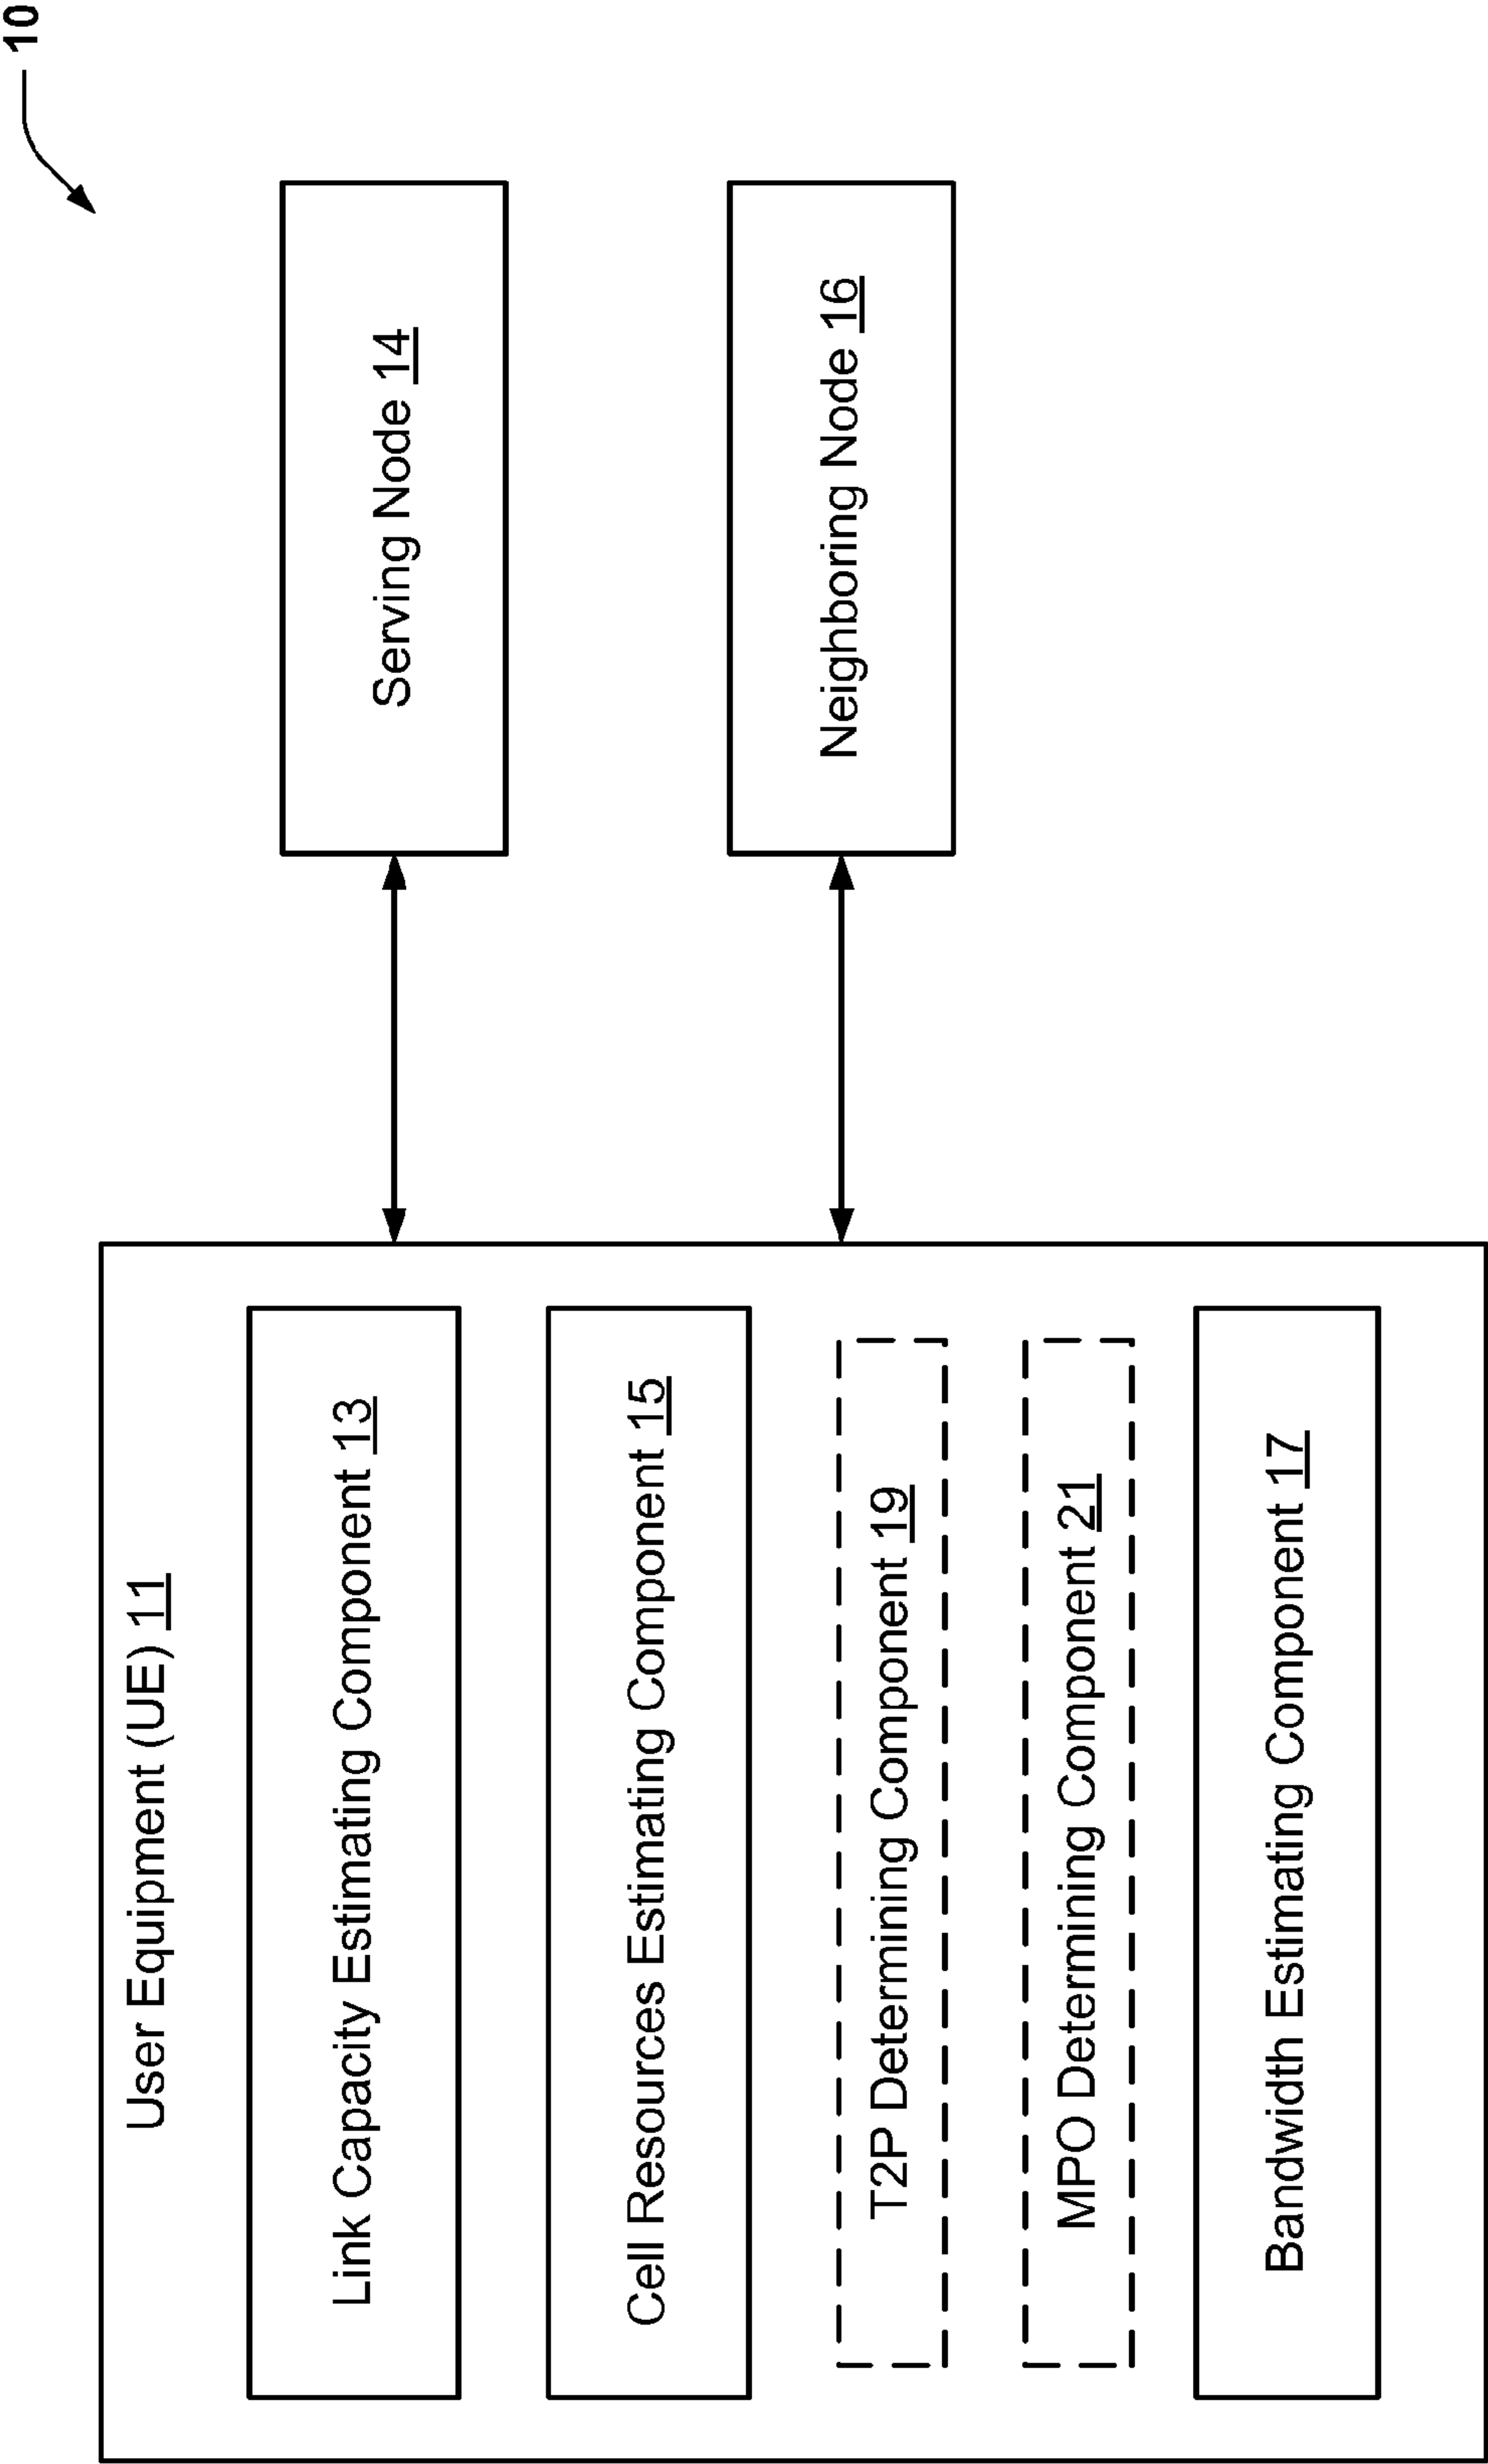 10
User Equipment (UE) 11
Link Capacity Estimating Component 13
Cell Resources Estimating Component 15
T2P Determining Component 19
MPO Determining Component 21
Bandwidth Estimating Component 17
Serving Node 14
Neighboring Node 16